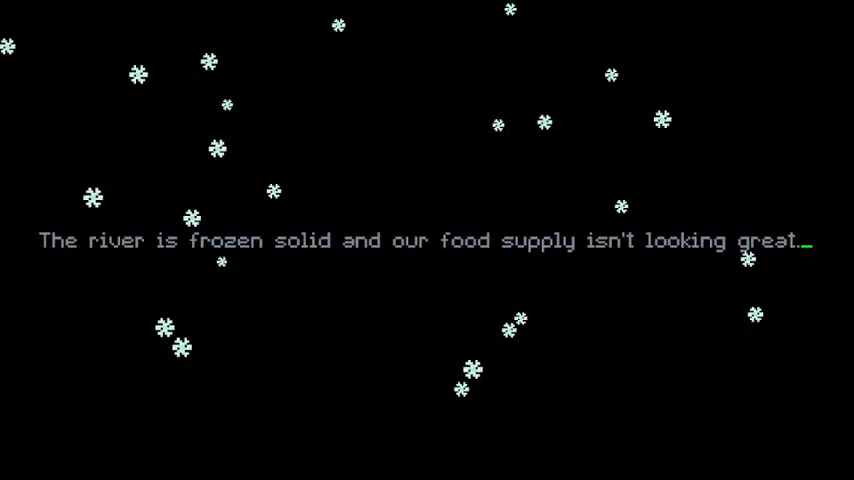 The river is frozen solid and our food supply isn't looking great._